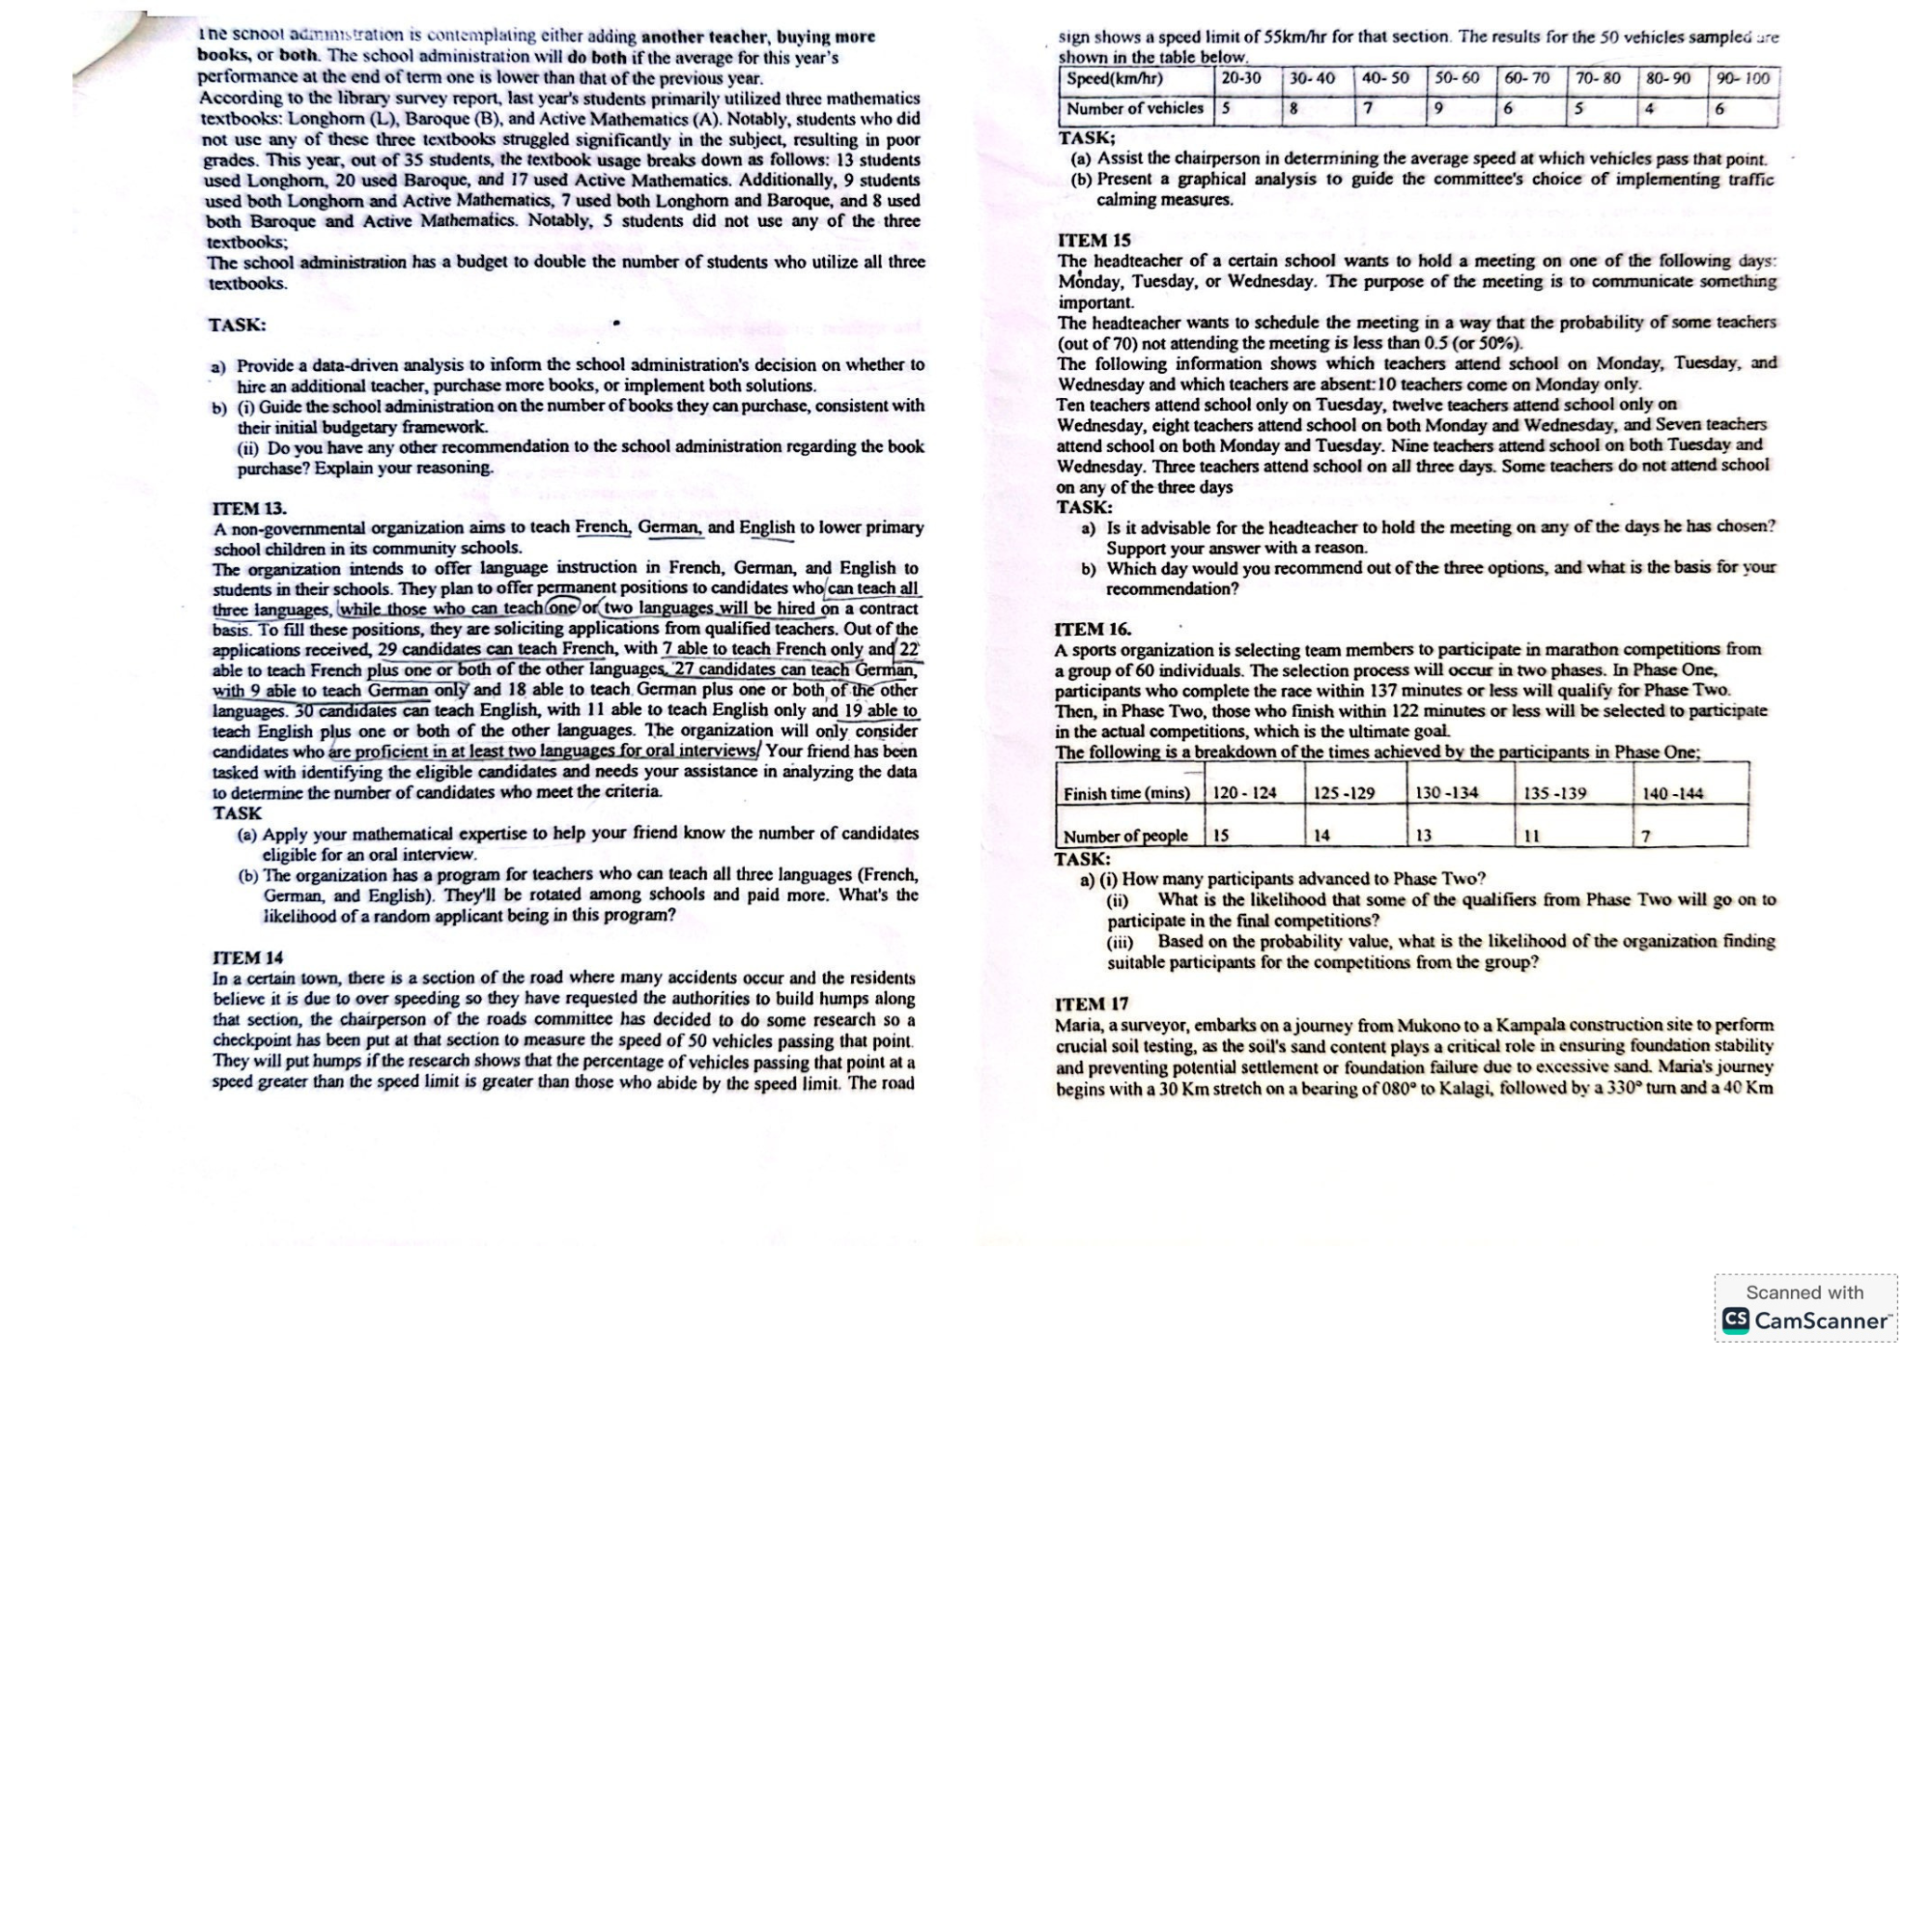 The school administration is contemplating either adding another teacher, buying more
books, or both. The school administration will do both if the average for this year's
performance at the end of term one is lower than that of the previous year.
According to the library survey report, last year's students primarily utilized three mathematics
textbooks: Longhorn (L), Baroque (B), and Active Mathematics (A). Notably, students who did
not use any of these three textbooks struggled significantly in the subject, resulting in poor
grades. This year, out of 35 students, the textbook usage breaks down as follows: 13 students
used Longhorn, 20 used Baroque, and 17 used Active Mathematics. Additionally, 9 students
used both Longhorn and Active Mathematics, 7 used both Longhorn and Baroque, and 8 used
both Baroque and Active Mathematics. Notably, 5 students did not use any of the three
textbooks;
The school administration has a budget to double the number of students who utilize all three
textbooks.
TASK:
a) Provide a data-driven analysis to inform the school administration's decision on whether to
hire an additional teacher, purchase more books, or implement both solutions.
b) (i) Guide the school administration on the number of books they can purchase, consistent with
their initial budgetary framework.
(ii) Do you have any other recommendation to the school administration regarding the book
purchase? Explain your reasoning.
ITEM 13.
A non-governmental organization aims to teach French, German, and English to lower primary
school children in its community schools.
The organization intends to offer language instruction in French, German, and English to
students in their schools. They plan to offer permanent positions to candidates who can teach all
three languages, while those who can teach one or two languages will be hired on a contract
basis. To fill these positions, they are soliciting applications from qualified teachers. Out of the
applications received, 29 candidates can teach French, with 7 able to teach French only and 22
able to teach French plus one or both of the other languages. 27 candidates can teach German,
with 9 able to teach German only and 18 able to teach German plus one or both of the other
languages. 30 candidates can teach English, with 11 able to teach English only and 19 able to
teach English plus one or both of the other languages. The organization will only consider
candidates who are proficient in at least two languages for oral interviews/ Your friend has been
tasked with identifying the eligible candidates and needs your assistance in analyzing the data
to determine the number of candidates who meet the criteria.
TASK
(a) Apply your mathematical expertise to help your friend know the number of candidates
eligible for an oral interview.
(b) The organization has a program for teachers who can teach all three languages (French,
German, and English). They'll be rotated among schools and paid more. What's the
likelihood of a random applicant being in this program?
ITEM 14
In a certain town, there is a section of the road where many accidents occur and the residents
believe it is due to over speeding so they have requested the authorities to build humps along
that section, the chairperson of the roads committee has decided to do some research so a
checkpoint has been put at that section to measure the speed of 50 vehicles passing that point.
They will put humps if the research shows that the percentage of vehicles passing that point at a
speed greater than the speed limit is greater than those who abide by the speed limit. The road
sign shows a speed limit of 55km/hr for that section. The results for the 50 vehicles sampled are
shown in the table below.
Speed(km/hr) 20-30 30- 40 40- 50 50- 60 60- 70 70- 80 80- 90 90- 100
Number of vehicles 5 8 7 9 6 5 4 6
TASK;
(a) Assist the chairperson in determining the average speed at which vehicles pass that point.
(b) Present a graphical analysis to guide the committee's choice of implementing traffic
calming measures.
ITEM 15
The headteacher of a certain school wants to hold a meeting on one of the following days:
Monday, Tuesday, or Wednesday. The purpose of the meeting is to communicate something
important.
The headteacher wants to schedule the meeting in a way that the probability of some teachers
(out of 70) not attending the meeting is less than 0.5 (or 50%).
The following information shows which teachers attend school on Monday, Tuesday, and
Wednesday and which teachers are absent: 10 teachers come on Monday only.
Ten teachers attend school only on Tuesday, twelve teachers attend school only on
Wednesday, eight teachers attend school on both Monday and Wednesday, and Seven teachers
attend school on both Monday and Tuesday. Nine teachers attend school on both Tuesday and
Wednesday. Three teachers attend school on all three days. Some teachers do not attend school
on any of the three days
TASK:
a) Is it advisable for the headteacher to hold the meeting on any of the days he has chosen?
Support your answer with a reason.
b) Which day would you recommend out of the three options, and what is the basis for your
recommendation?
ITEM 16.
A sports organization is selecting team members to participate in marathon competitions from
a group of 60 individuals. The selection process will occur in two phases. In Phase One,
participants who complete the race within 137 minutes or less will qualify for Phase Two.
Then, in Phase Two, those who finish within 122 minutes or less will be selected to participate
in the actual competitions, which is the ultimate goal.
The following is a breakdown of the times achieved by the participants in Phase One;
Finish time (mins) 120 - 124 125 -129 130 -134 135 -139 140 -144
Number of people 15 14 13 11 7
TASK:
a) (i) How many participants advanced to Phase Two?
(ii) What is the likelihood that some of the qualifiers from Phase Two will go on to
participate in the final competitions?
(iii) Based on the probability value, what is the likelihood of the organization finding
suitable participants for the competitions from the group?
ITEM 17
Maria, a surveyor, embarks on a journey from Mukono to a Kampala construction site to perform
crucial soil testing, as the soil's sand content plays a critical role in ensuring foundation stability
and preventing potential settlement or foundation failure due to excessive sand. Maria's journey
begins with a 30 Km stretch on a bearing of 080° to Kalagi, followed by a 330° turn and a 40 Km
Scanned with
CS CamScanner™